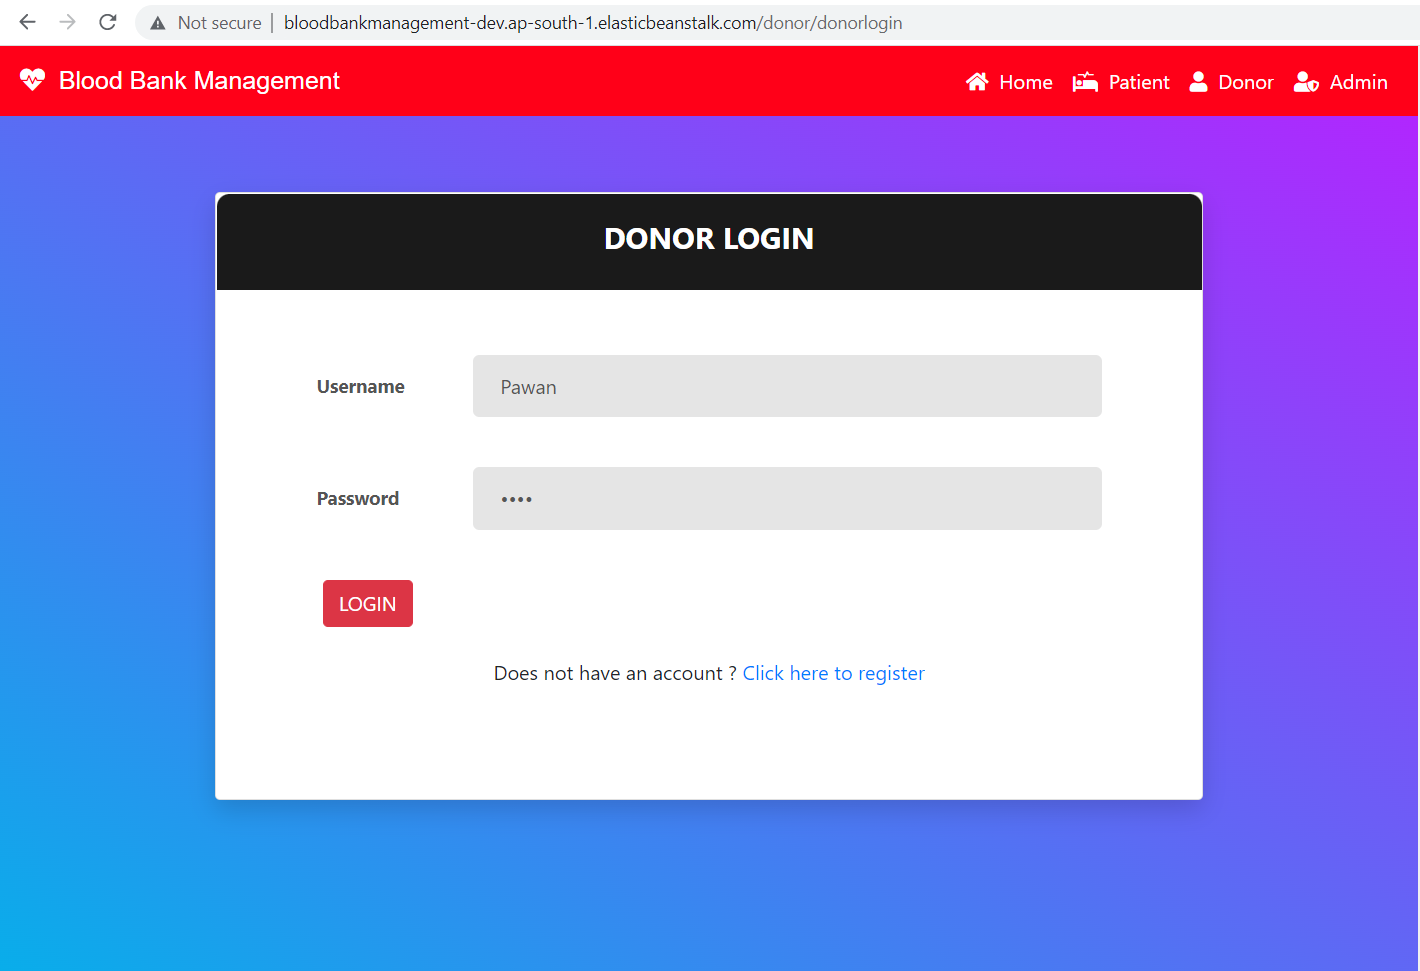 Not secure | bloodbankmanagement-dev.ap-south-1.elasticbeanstalk.com/donor/donorlogin
Blood Bank Management Home Patient Donor Admin
DONOR LOGIN
Username Pawan
Password ••••
LOGIN
Does not have an account ? Click here to register